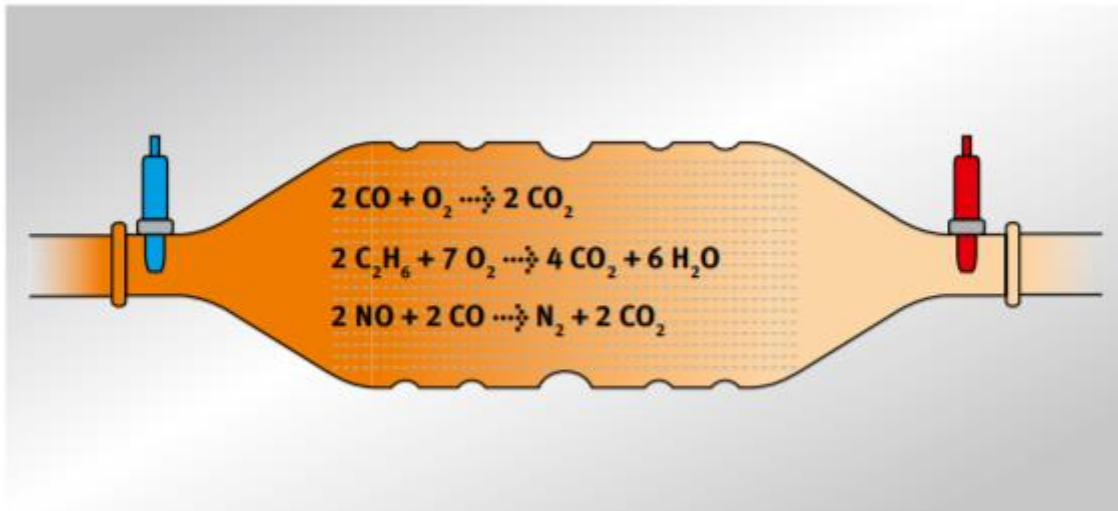 2 CO + O₂ ···> 2 CO₂
2 C₂H₆ + 7 O₂ ···> 4 CO₂ + 6 H₂O
2 NO + 2 CO ···> N₂ + 2 CO₂